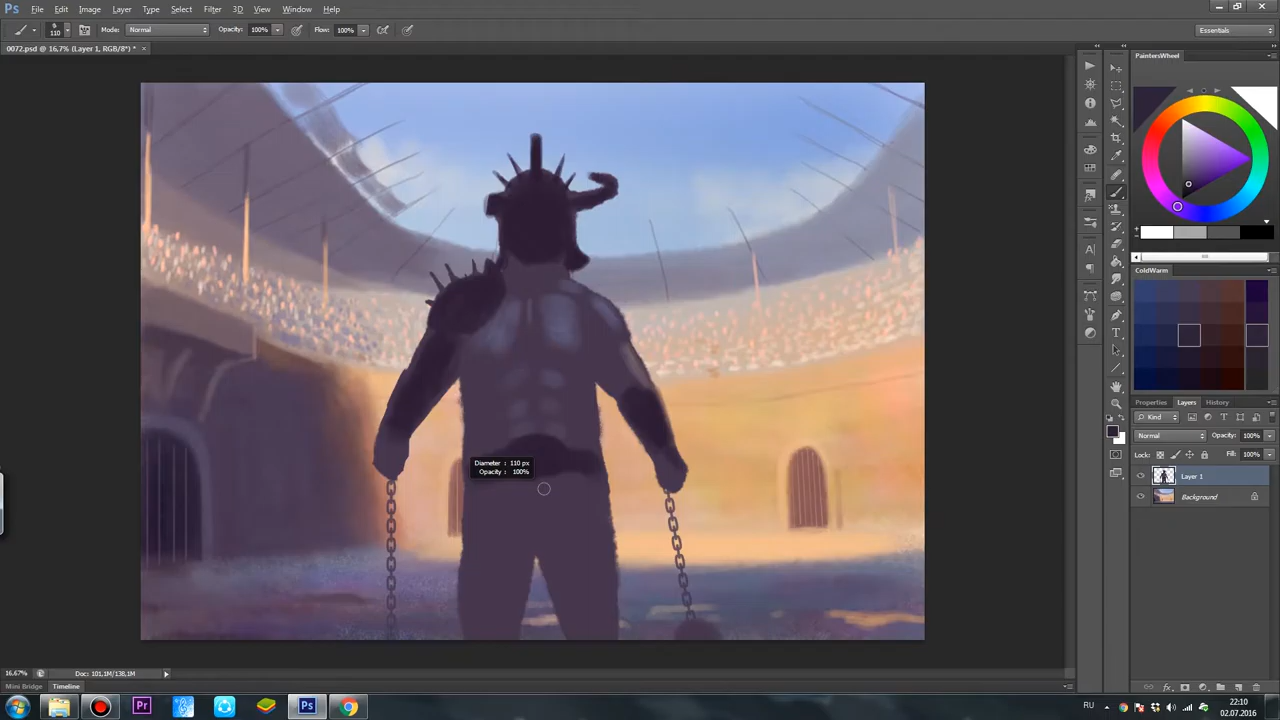 Ps File Edit Image Layer Type Select Filter 3D View Window Help
110 Mode: Normal Opacity: 100% Flow: 100% Essentials
0072.psd @ 16,7% (Layer 1, RGB/8*) * ×
PaintersWheel
ColdWarm
Properties Layers History
Kind
Normal Opacity: 100%
Lock: Fill: 100%
Layer 1
Background
Diameter : 110 px
Opacity : 100%
16,67% Doc: 101,1M/138,1M
Mini Bridge Timeline
Pr Ps RU 22:10
02.07.2016